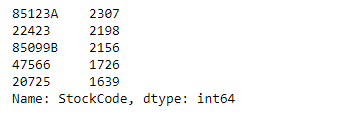 85123A    2307
22423     2198
85099B    2156
47566     1726
20725     1639
Name: StockCode, dtype: int64